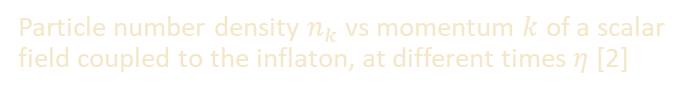 Particle number density nₖ vs momentum k of a scalar
field coupled to the inflaton, at different times η [2]